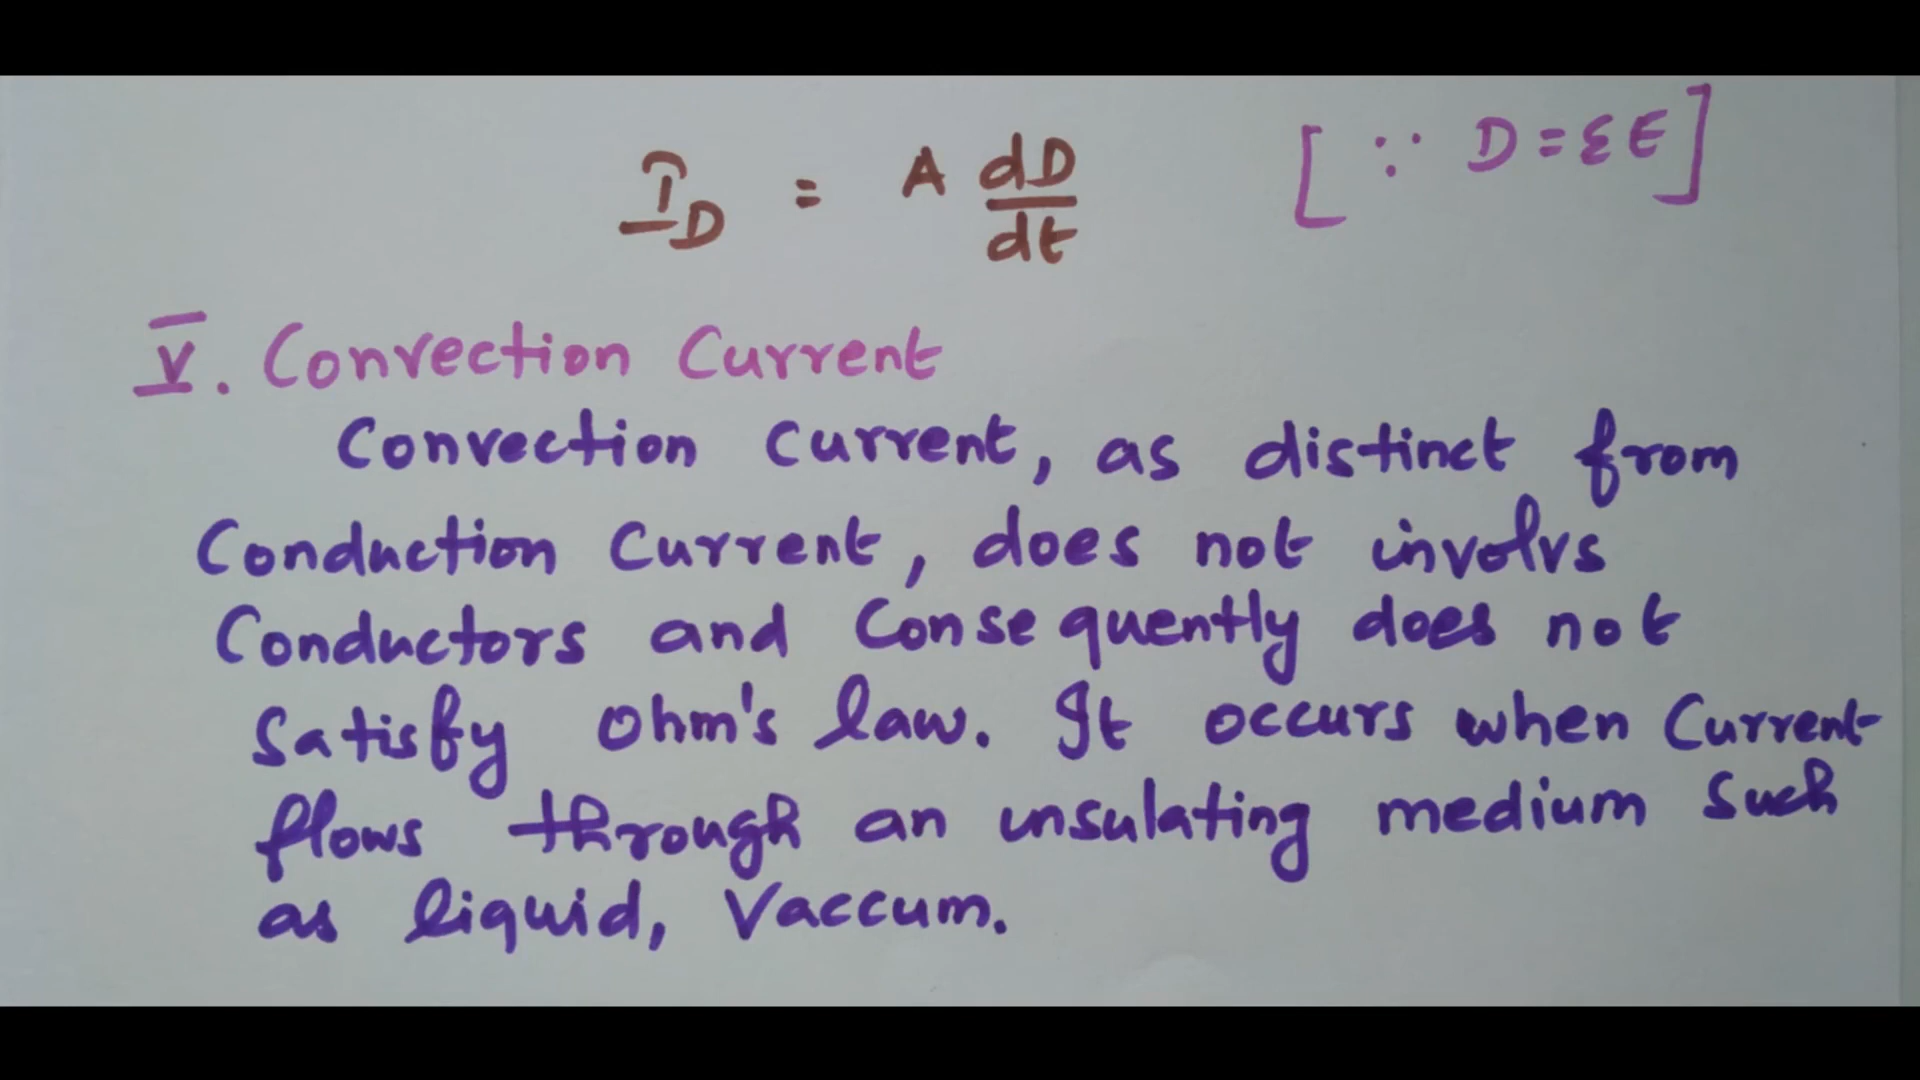 I_D = A dD/dt [∵ D = εE]
V. Convection Current
Convection Current, as distinct from
Conduction Current, does not involvs
Conductors and Consequently does not
Satisfy Ohm's law. It occurs when Current
flows through an insulating medium Such
as liquid, Vaccum.